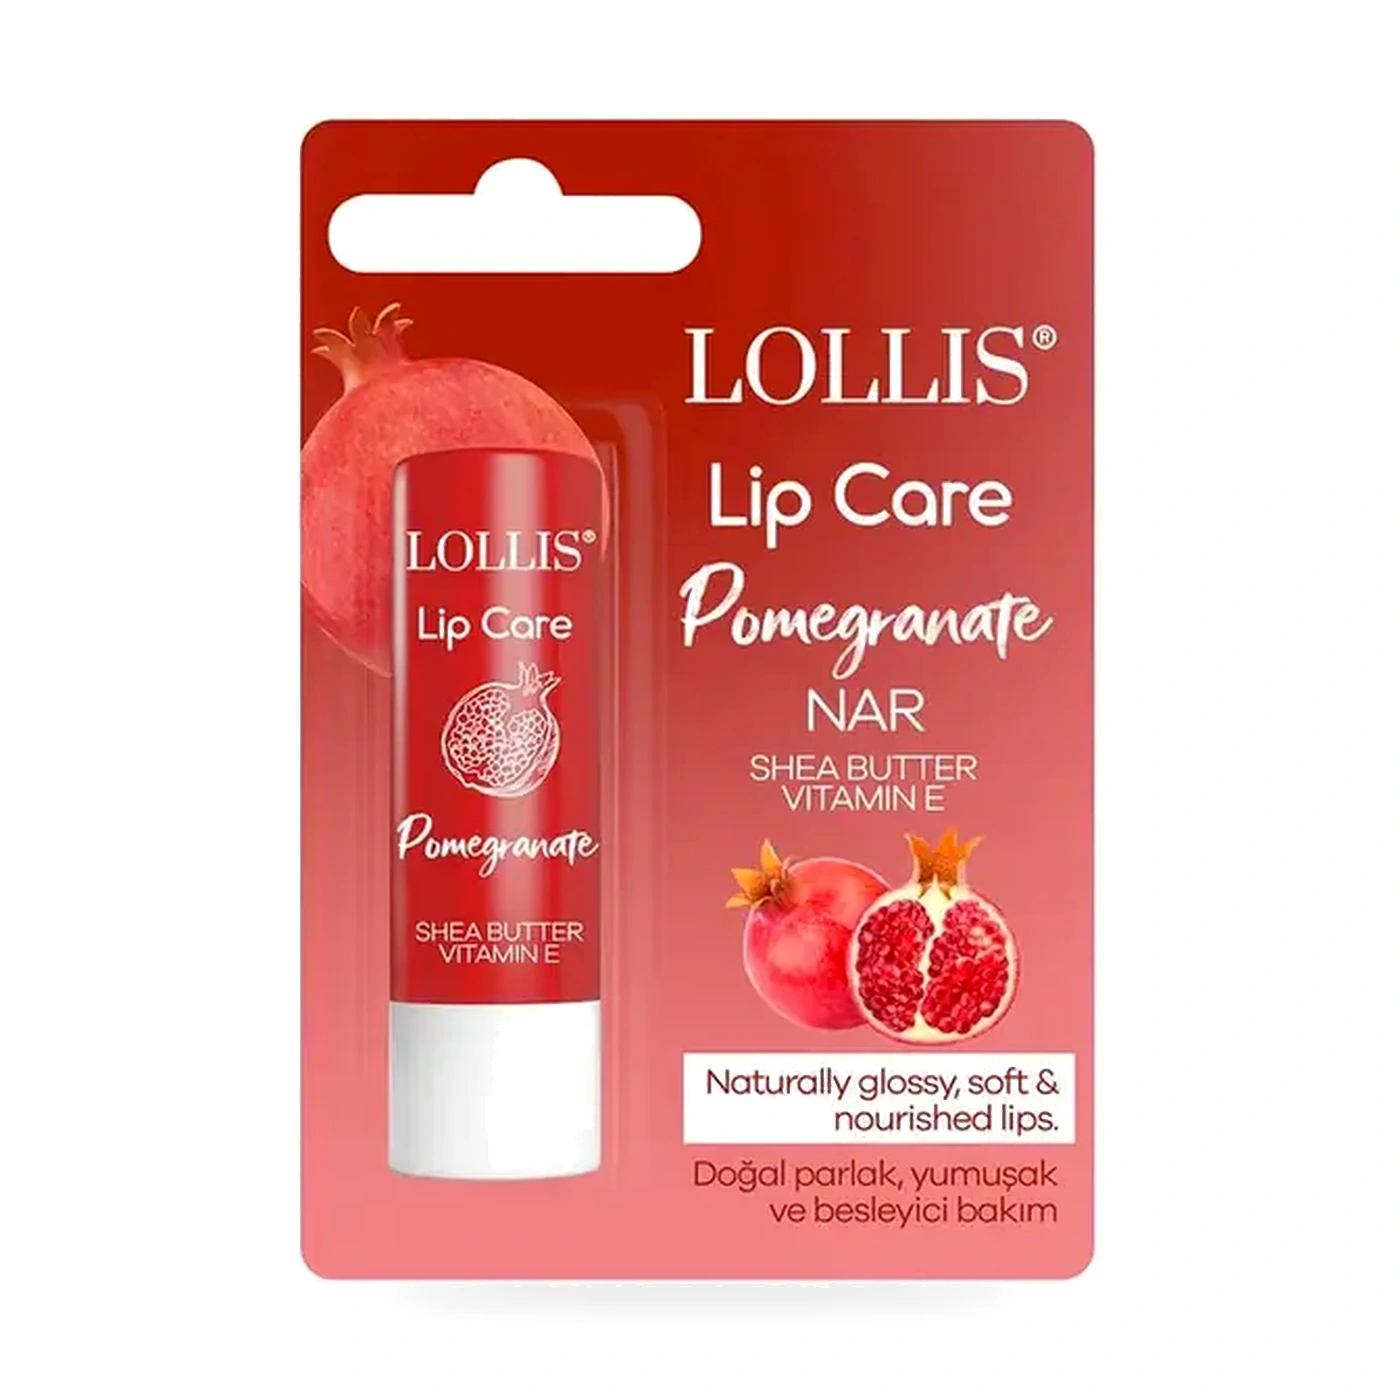 LOLLIS®
Lip Care
Pomegranate
NAR
SHEA BUTTER
VITAMIN E
Naturally glossy, soft &
nourished lips.
Doğal parlak, yumuşak
ve besleyici bakım
LOLLIS®
Lip Care
Pomegranate
SHEA BUTTER
VITAMIN E